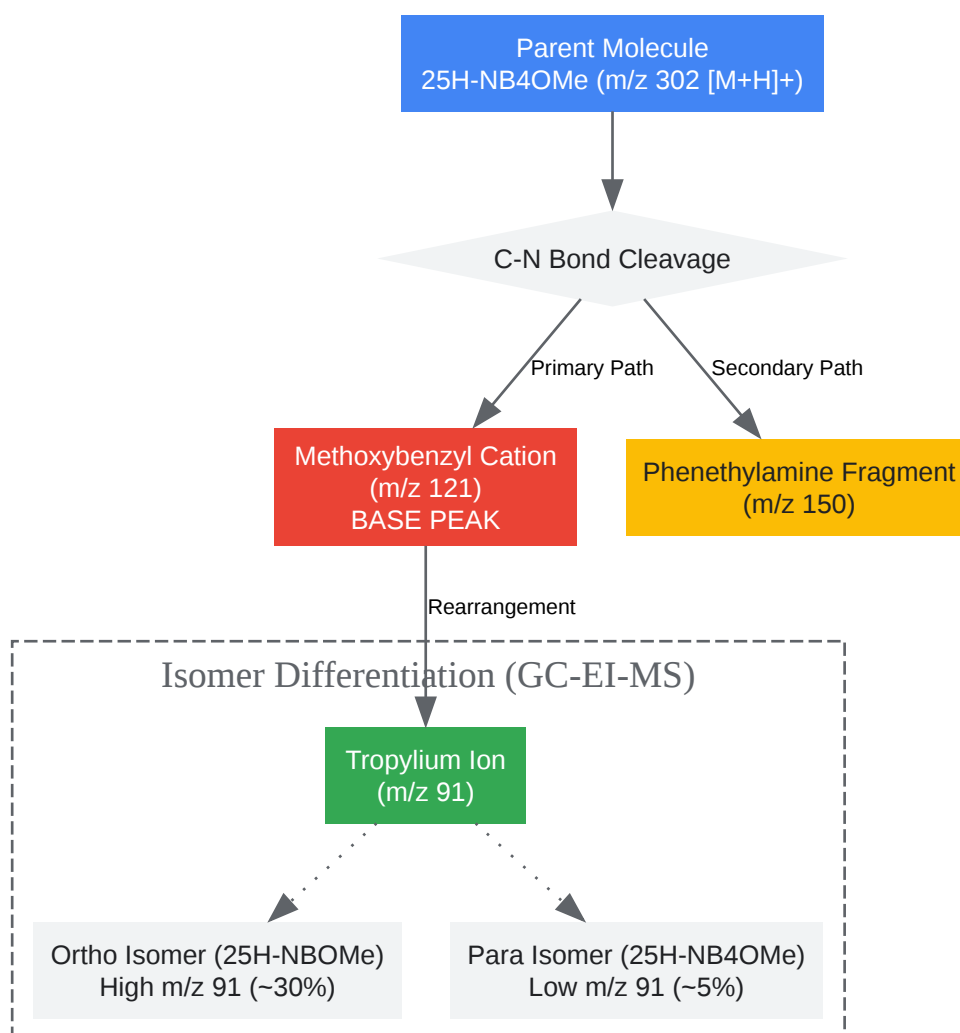 Parent Molecule
25H-NB4OMe (m/z 302 [M+H]+)
C-N Bond Cleavage
Primary Path
Secondary Path
Methoxybenzyl Cation
(m/z 121)
BASE PEAK
Phenethylamine Fragment
(m/z 150)
Rearrangement
Isomer Differentiation (GC-EI-MS)
Tropylium Ion
(m/z 91)
Ortho Isomer (25H-NBOMe)
High m/z 91 (~30%)
Para Isomer (25H-NB4OMe)
Low m/z 91 (~5%)